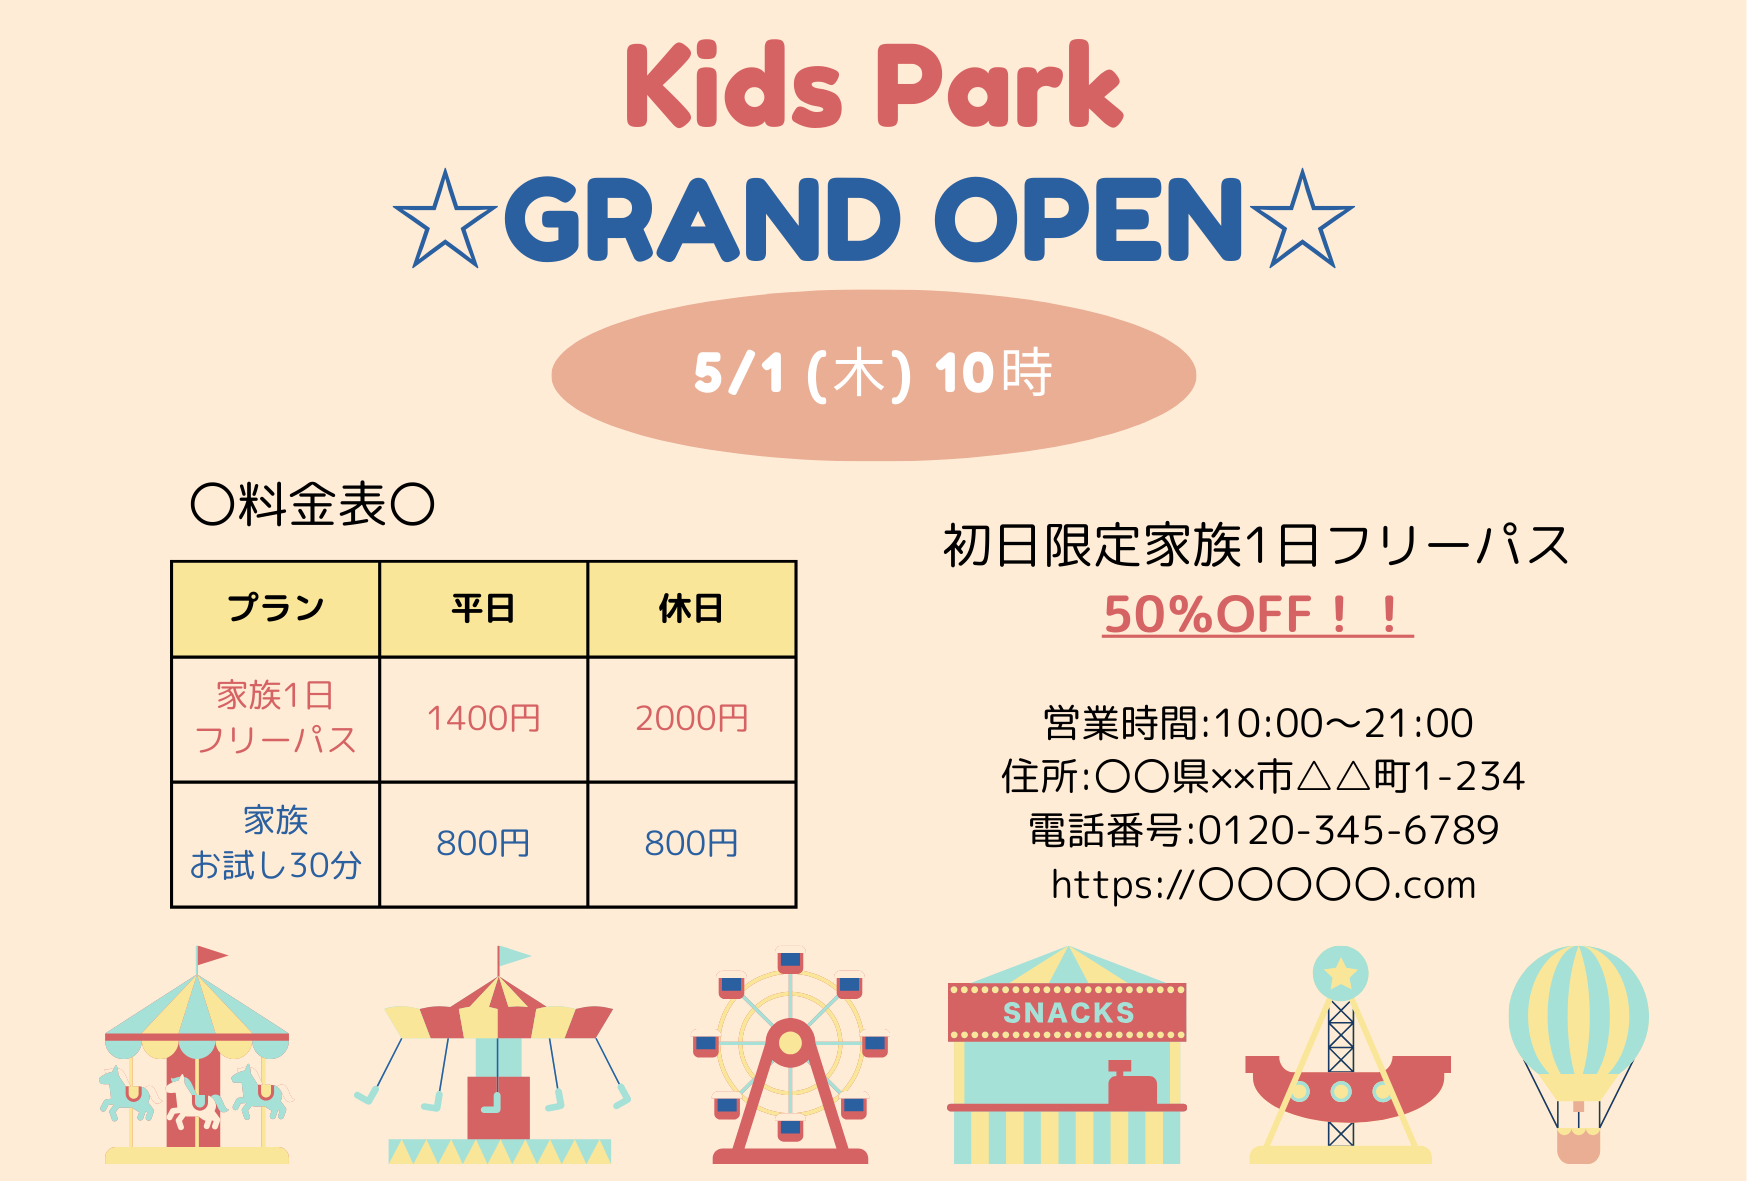 Kids Park
☆GRAND OPEN☆
5/1 (木) 10時
〇料金表〇
プラン 平日 休日
家族1日
フリーパス 1400円 2000円
家族
お試し30分 800円 800円
初日限定家族1日フリーパス
50%OFF！！
営業時間:10:00〜21:00
住所:〇〇県××市△△町1-234
電話番号:0120-345-6789
https://〇〇〇〇〇.com
SNACKS